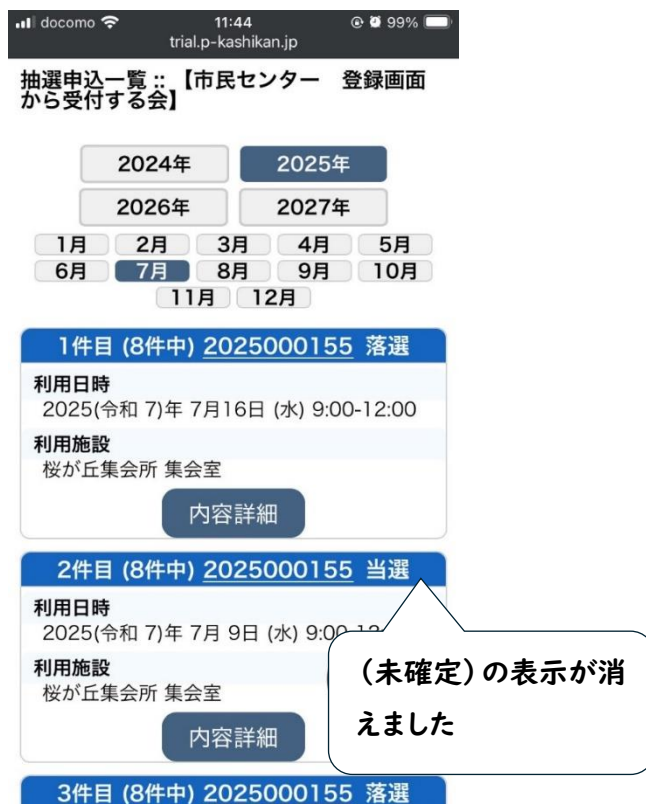 docomo 11:44 99%
trial.p-kashikan.jp
抽選申込一覧 :: 【市民センター　登録画面
から受付する会】
2024年 2025年
2026年 2027年
1月 2月 3月 4月 5月
6月 7月 8月 9月 10月
11月 12月
1件目 (8件中) 2025000155 落選
利用日時
2025(令和 7)年 7月16日 (水) 9:00-12:00
利用施設
桜が丘集会所 集会室
内容詳細
2件目 (8件中) 2025000155 当選
利用日時
2025(令和 7)年 7月 9日 (水) 9:00
利用施設
桜が丘集会所 集会室
内容詳細
(未確定)の表示が消
えました
3件目 (8件中) 2025000155 落選